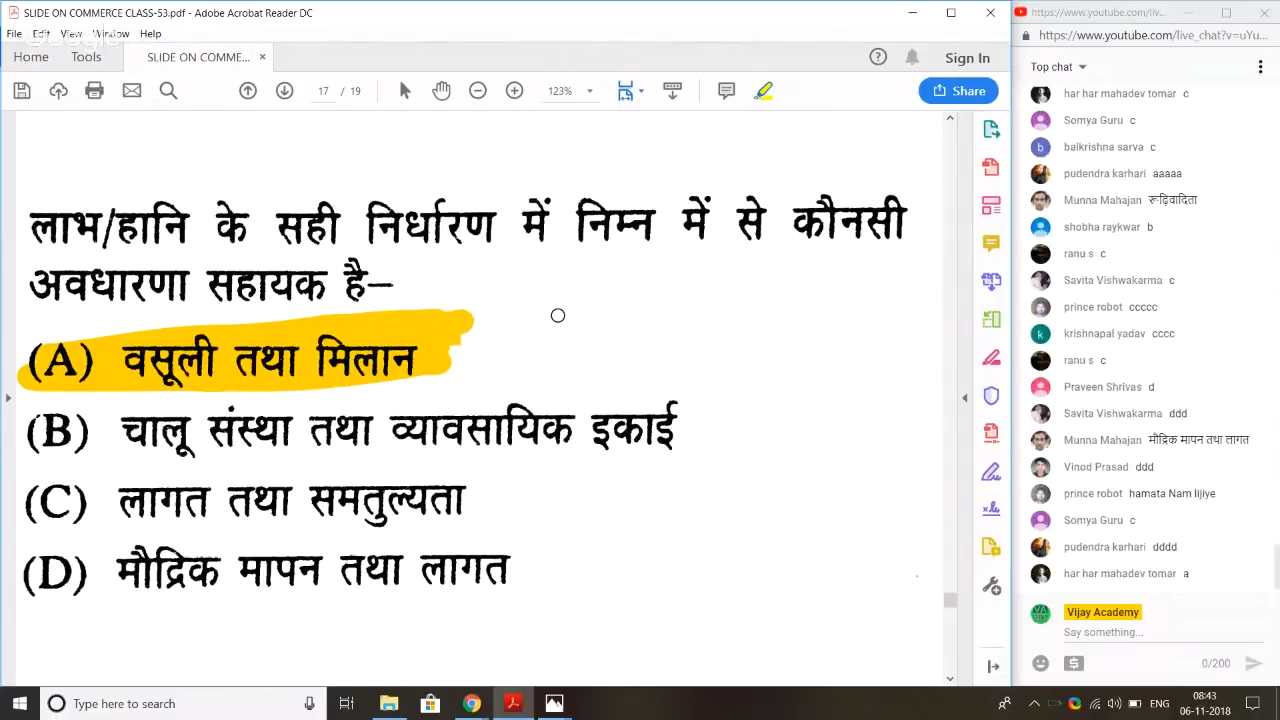 SLIDE ON COMMERCE CLASS-53.pdf - Adobe Acrobat Reader DC
File Edit View Window Help
Home Tools SLIDE ON COMME... × Sign In
17 / 19 123% Share
लाभ/हानि के सही निर्धारण में निम्न में से कौनसी
अवधारणा सहायक है–
(A) वसूली तथा मिलान
(B) चालू संस्था तथा व्यावसायिक इकाई
(C) लागत तथा समतुल्यता
(D) मौद्रिक मापन तथा लागत
https://www.youtube.com/liv...
https://www.youtube.com/live_chat?v=uYu...
Top chat
har har mahadev tomar c
Somya Guru c
b balkrishna sarva c
pudendra karhari aaaaa
Munna Mahajan रूढ़िवादिता
shobha raykwar b
ranu s c
Savita Vishwakarma c
prince robot ccccc
k krishnapal yadav cccc
ranu s c
Praveen Shrivas d
Savita Vishwakarma ddd
Munna Mahajan मौद्रिक मापन तथा लागत
Vinod Prasad ddd
prince robot hamata Nam lijiye
Somya Guru c
pudendra karhari dddd
har har mahadev tomar a
Vijay Academy
Say something...
0/200
Type here to search
ENG
08:43
06-11-2018